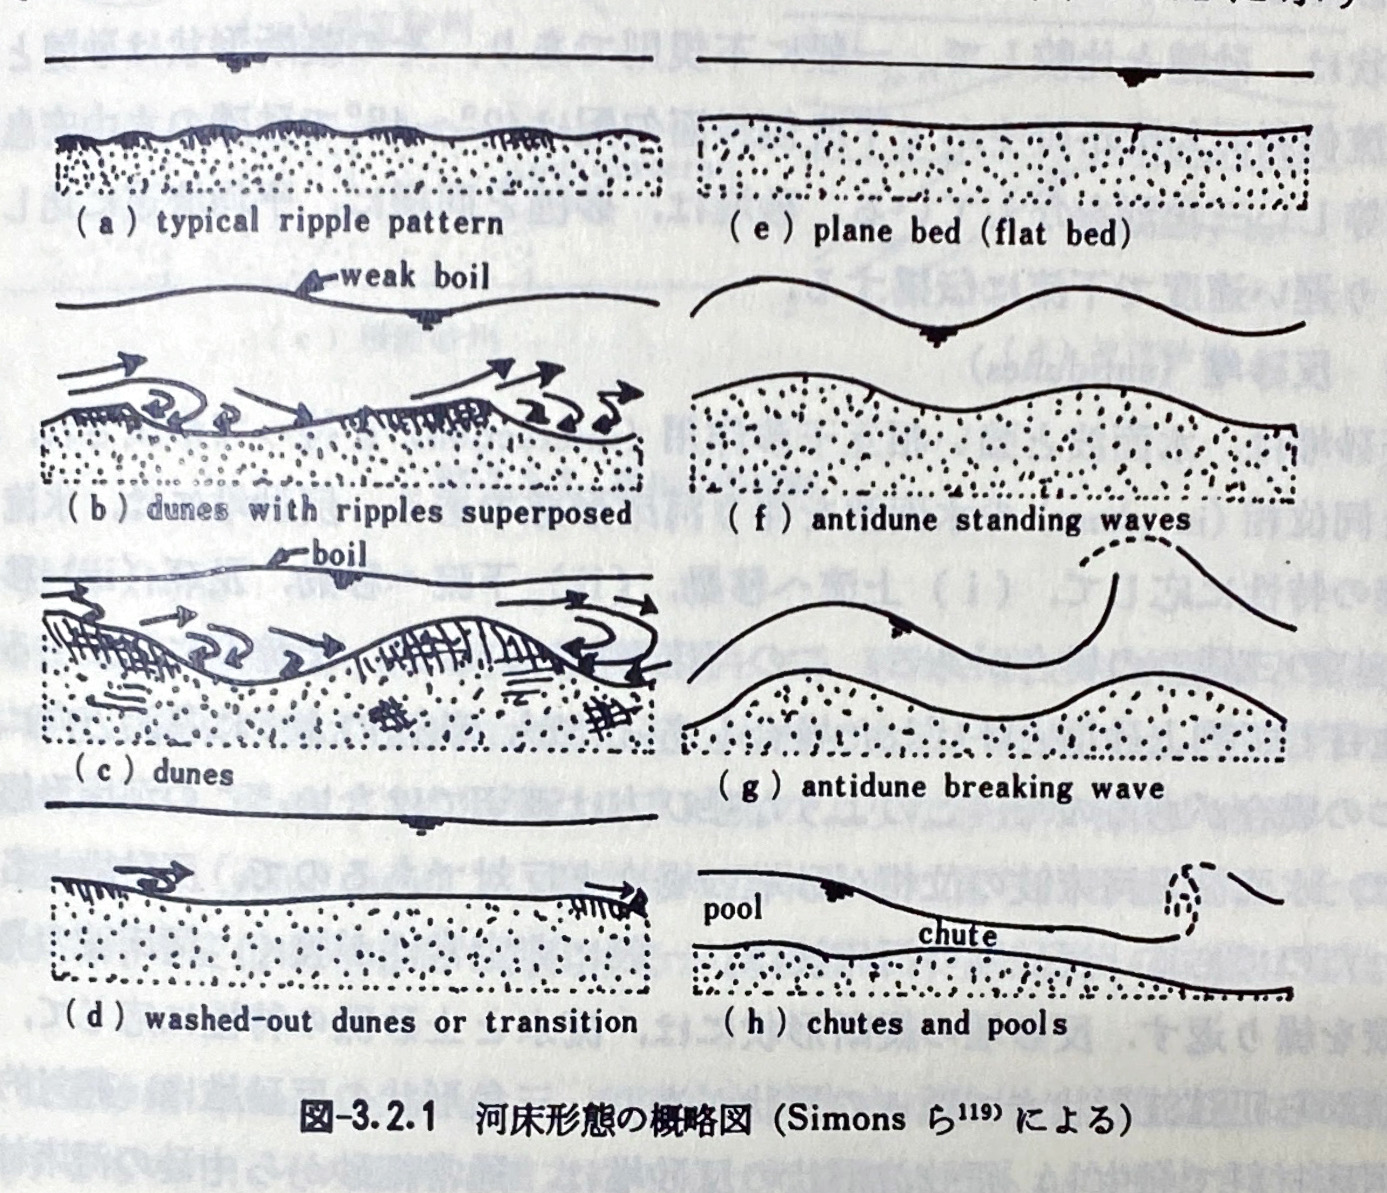 ( a ) typical ripple pattern
weak boil
( b ) dunes with ripples superposed
boil
( c ) dunes
( d ) washed-out dunes or transition
( e ) plane bed (flat bed)
( f ) antidune standing waves
( g ) antidune breaking wave
pool
chute
( h ) chutes and pools
図-3.2.1 河床形態の概略図 (Simons ら¹¹⁹⁾ による)